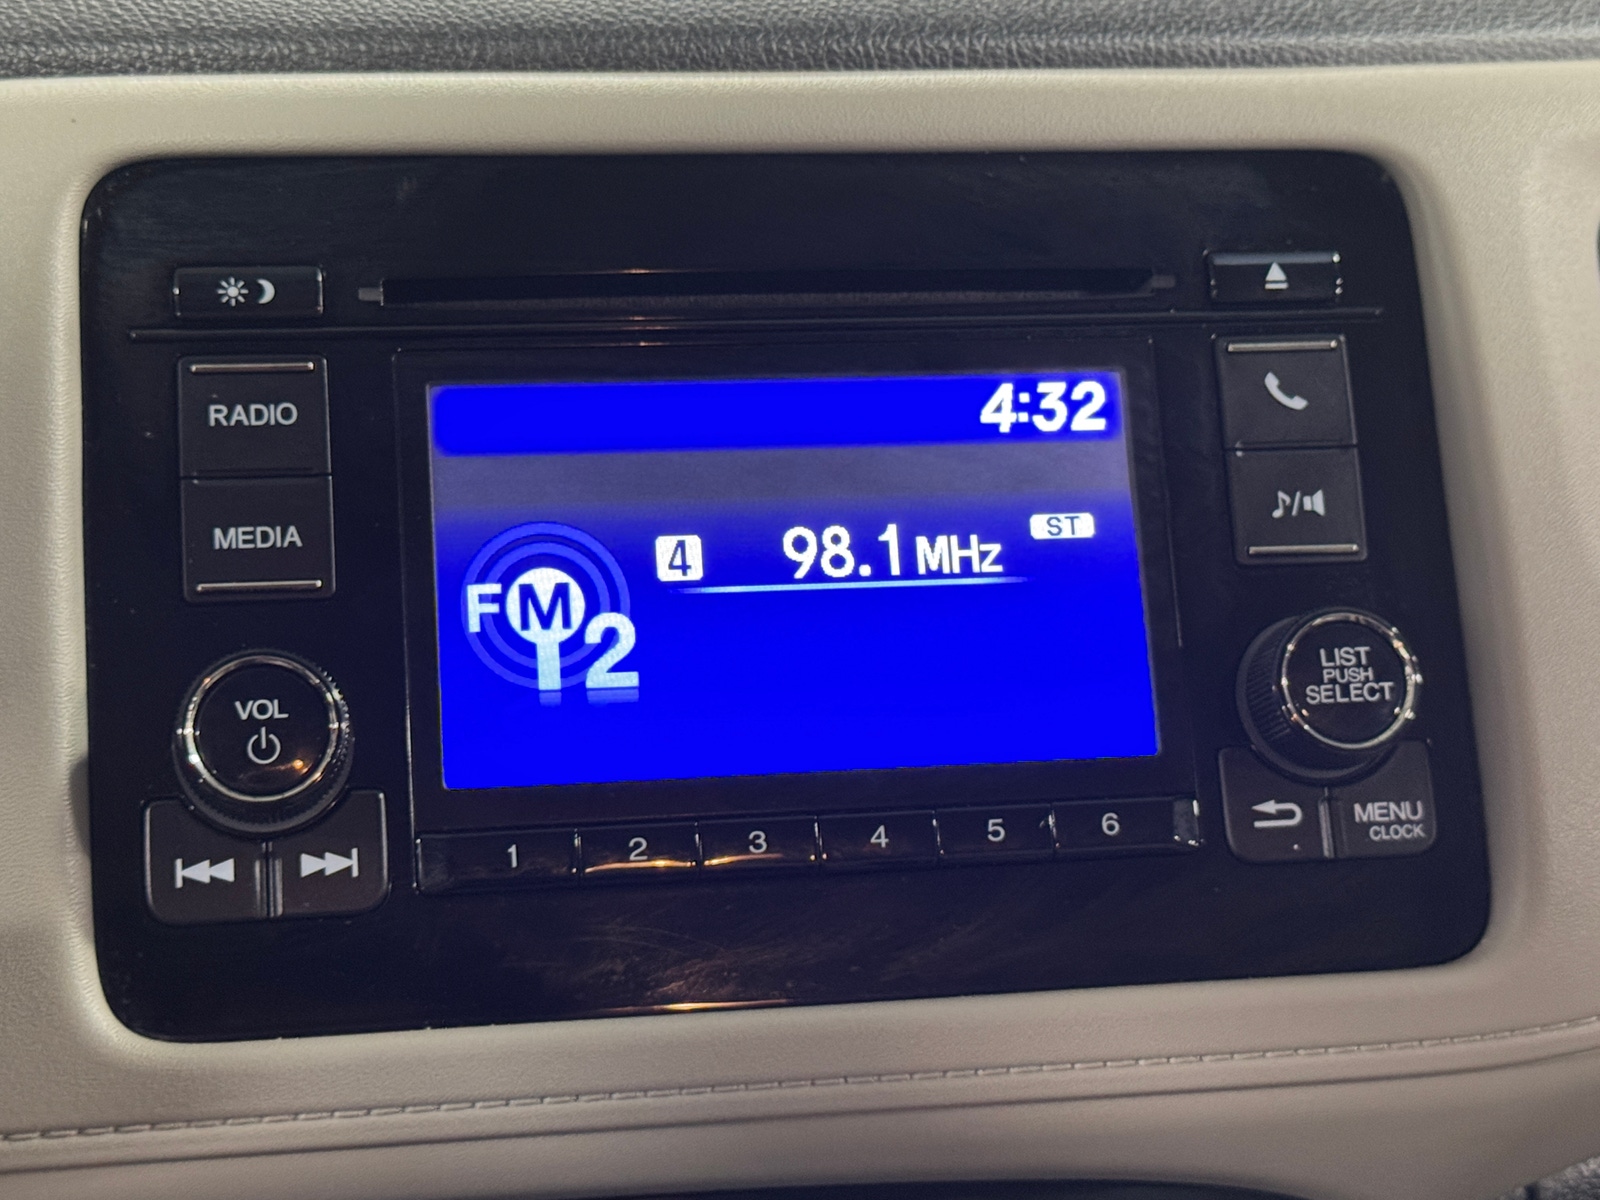 RADIO
MEDIA
VOL
4:32
4 98.1 MHz ST
FM 2
LIST
PUSH
SELECT
MENU
CLOCK
1 2 3 4 5 6